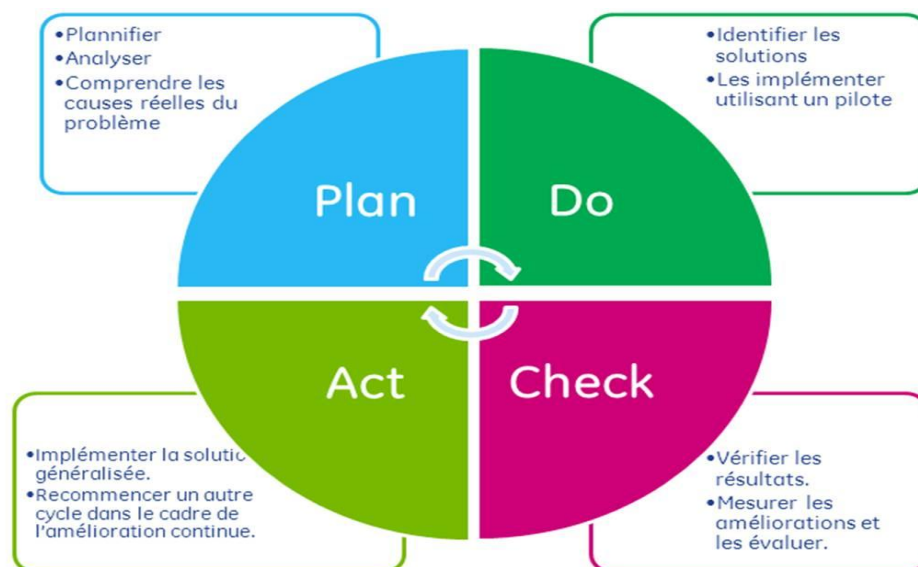 •Plannifier
•Analyser
•Comprendre les
causes réelles du
problème
•Identifier les
solutions
•Les implémenter
utilisant un pilote
Plan
Do
Act
Check
•Implémenter la solutic
généralisée.
•Recommencer un autre
cycle dans le cadre de
l'amélioration continue.
•Vérifier les
résultats.
•Mesurer les
améliorations et
les évaluer.